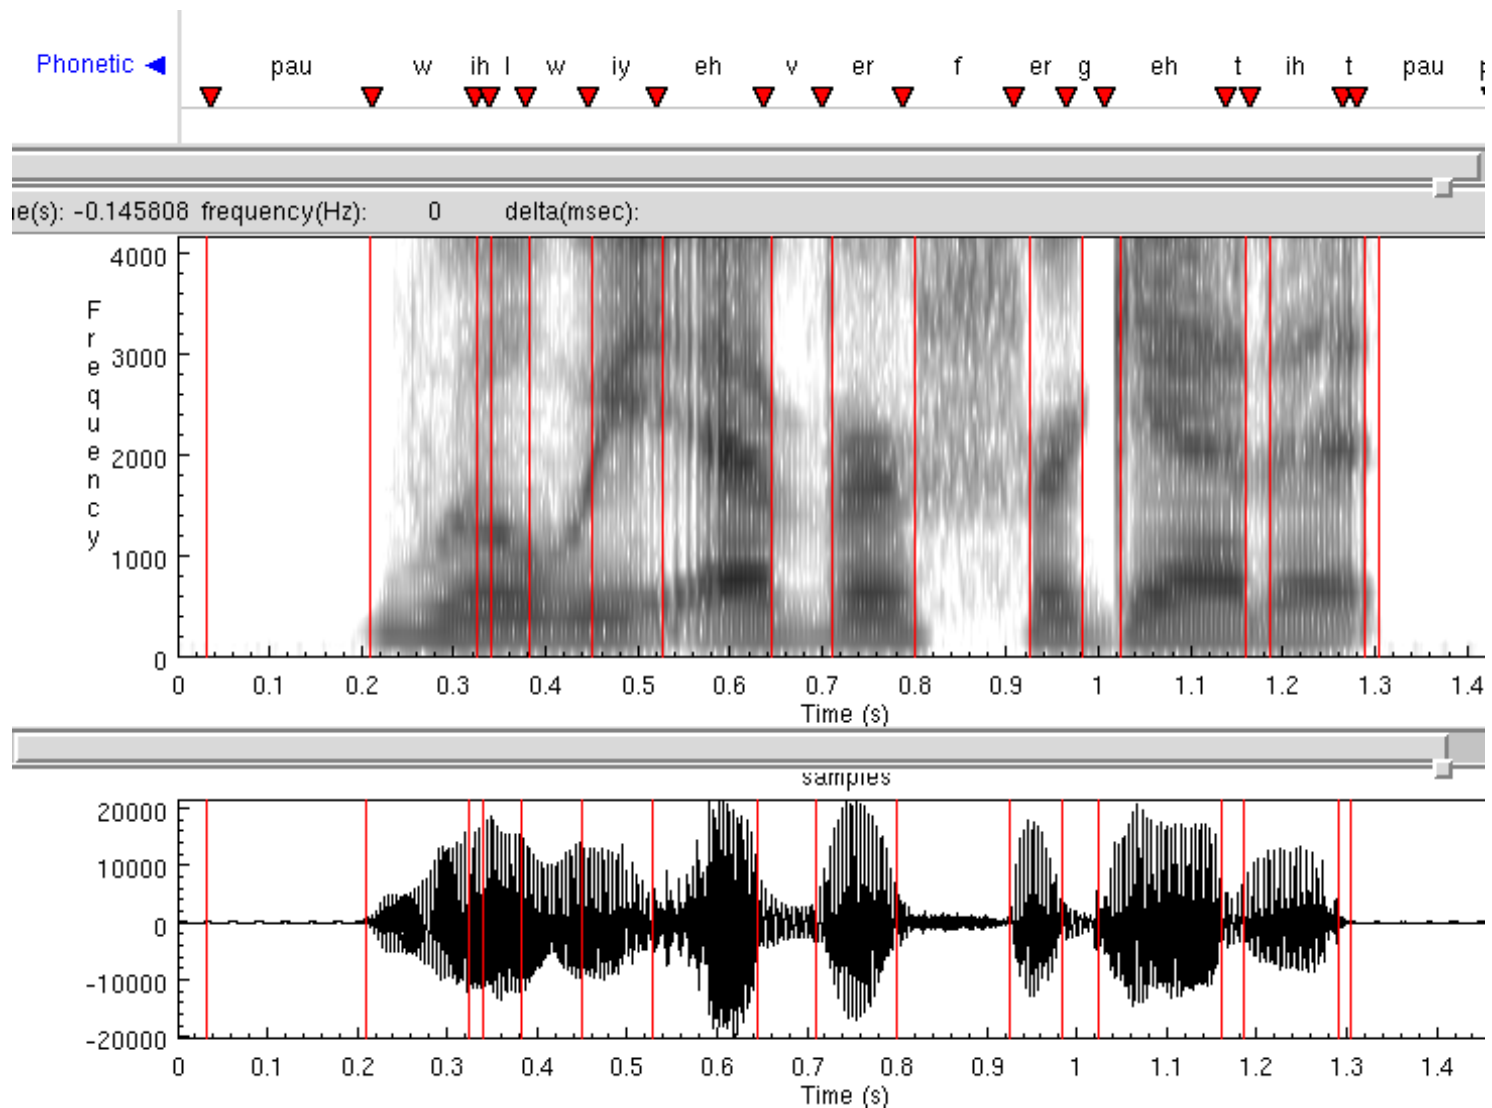 Phonetic
pau w ih l w iy eh v er f er g eh t ih t pau
e(s): -0.145808 frequency(Hz): 0 delta(msec):
4000
3000
2000
1000
0
Frequency
0 0.1 0.2 0.3 0.4 0.5 0.6 0.7 0.8 0.9 1 1.1 1.2 1.3 1.4
Time (s)
samples
20000
10000
0
-10000
-20000
0 0.1 0.2 0.3 0.4 0.5 0.6 0.7 0.8 0.9 1 1.1 1.2 1.3 1.4
Time (s)